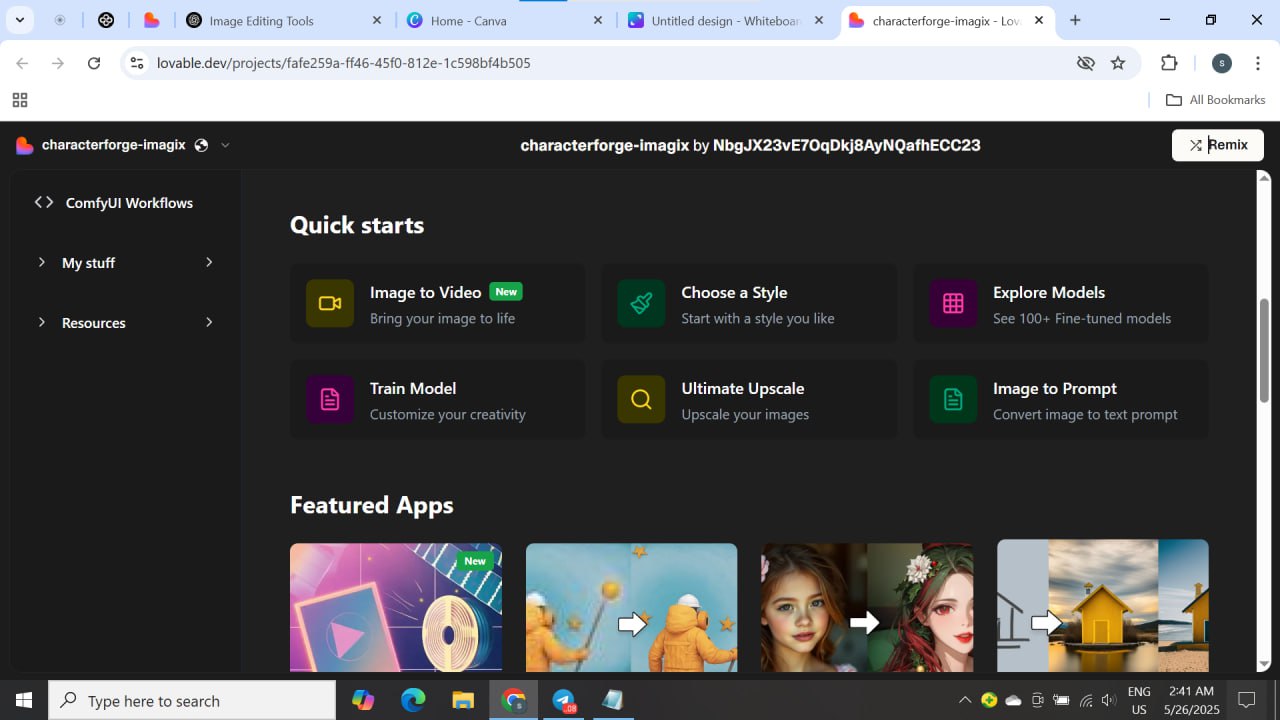 Image Editing Tools
Home - Canva
Untitled design - Whiteboar
characterforge-imagix - Lov
lovable.dev/projects/fafe259a-ff46-45f0-812e-1c598bf4b505
s
All Bookmarks
characterforge-imagix
characterforge-imagix by NbgJX23vE7OqDkj8AyNQafhECC23
Remix
ComfyUI Workflows
My stuff
Resources
Quick starts
Image to Video New
Bring your image to life
Choose a Style
Start with a style you like
Explore Models
See 100+ Fine-tuned models
Train Model
Customize your creativity
Ultimate Upscale
Upscale your images
Image to Prompt
Convert image to text prompt
Featured Apps
New
Type here to search
ENG
US
2:41 AM
5/26/2025